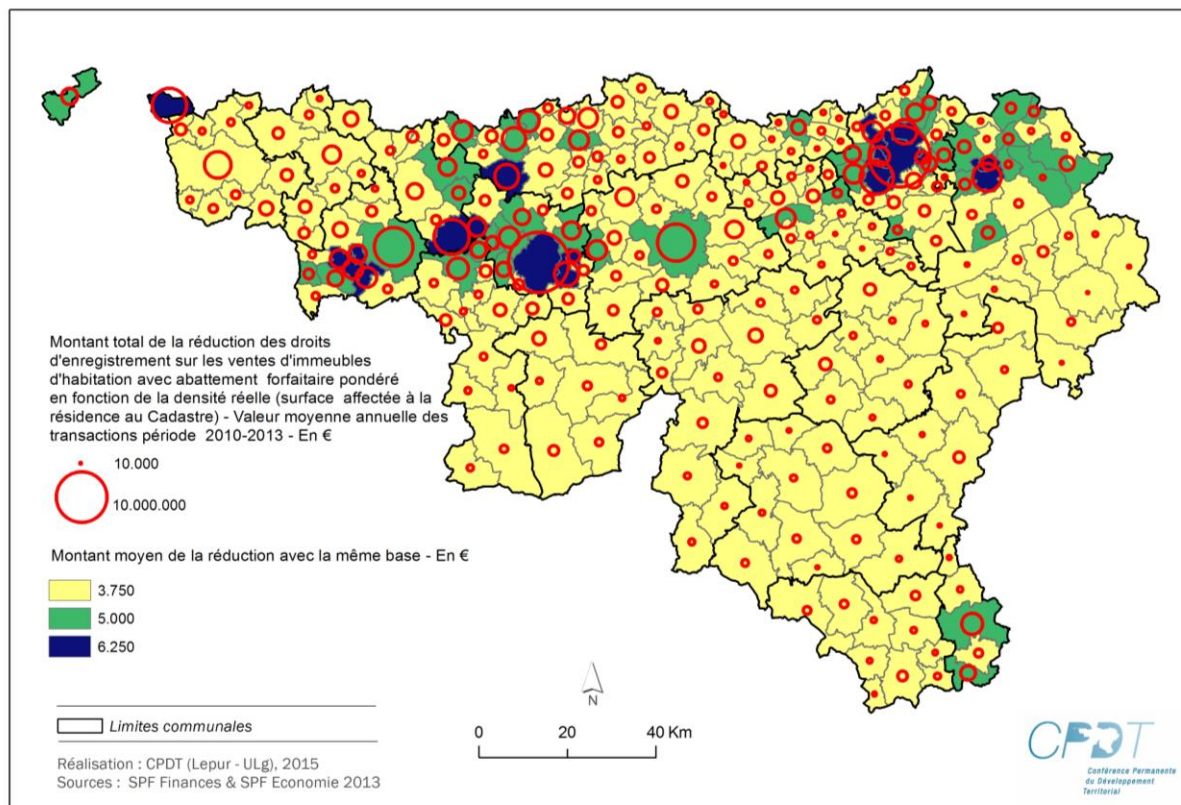 Montant total de la réduction des droits
d'enregistrement sur les ventes d'immeubles
d'habitation avec abattement forfaitaire pondéré
en fonction de la densité réelle (surface affectée à la
résidence au Cadastre) - Valeur moyenne annuelle des
transactions période 2010-2013 - En €
10.000
10.000.000
Montant moyen de la réduction avec la même base - En €
3.750
5.000
6.250
Limites communales
Réalisation : CPDT (Lepur - ULg), 2015
Sources : SPF Finances & SPF Economie 2013
N
0 20 40 Km
CPDT
Conférence Permanente
du Développement
Territorial